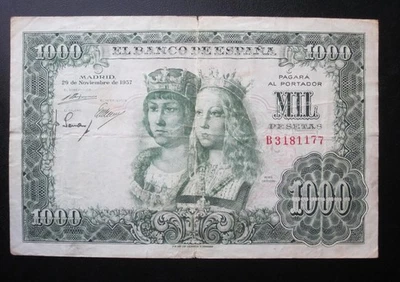 1000 EL BANCO DE ESPAÑA 1000
MADRID,
29 de Noviembre de 1957
PAGARÁ
AL PORTADOR
MIL
PESETAS
B3181177
1000 1000